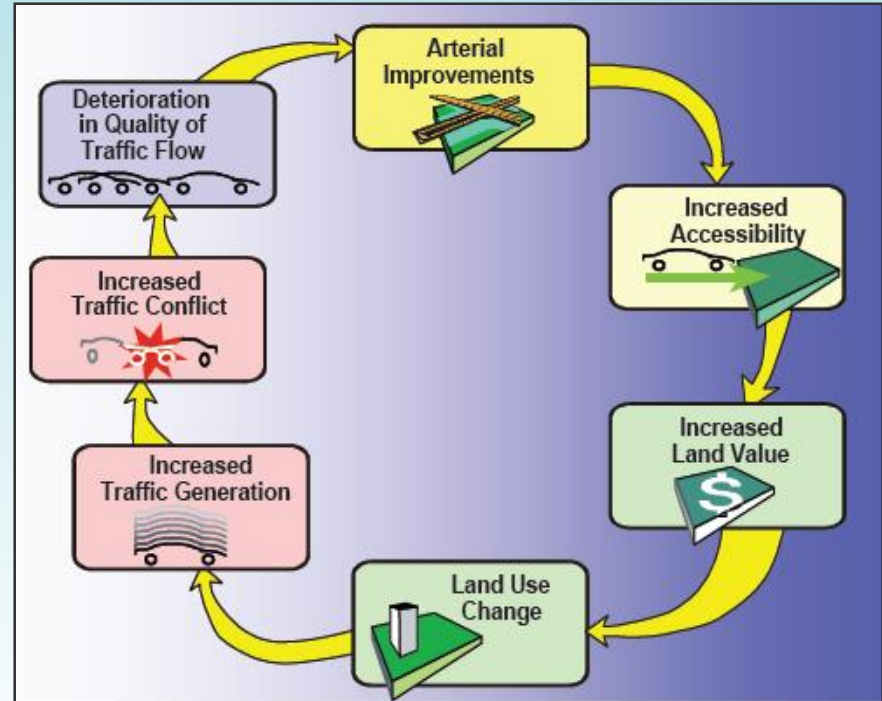 Arterial
Improvements
Increased
Accessibility
Increased
Land Value
$
Land Use
Change
Increased
Traffic Generation
Increased
Traffic Conflict
Deterioration
in Quality of
Traffic Flow